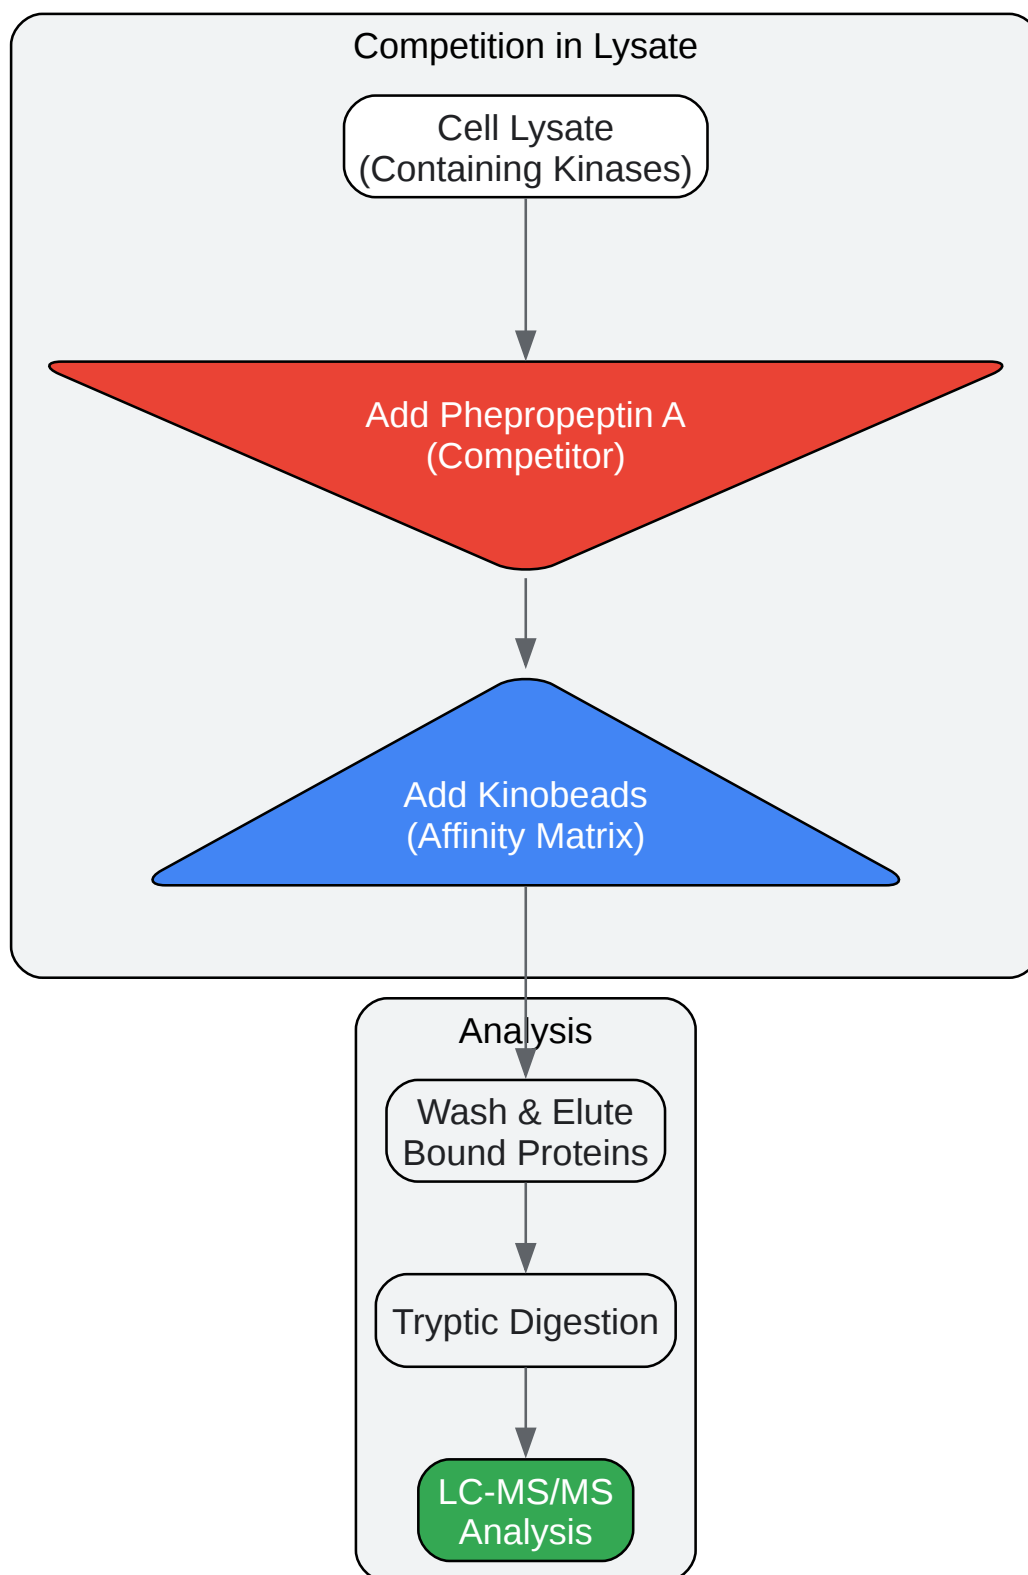 Competition in Lysate
Cell Lysate
(Containing Kinases)
Add Phepropeptin A
(Competitor)
Add Kinobeads
(Affinity Matrix)
Analysis
Wash & Elute
Bound Proteins
Tryptic Digestion
LC-MS/MS
Analysis